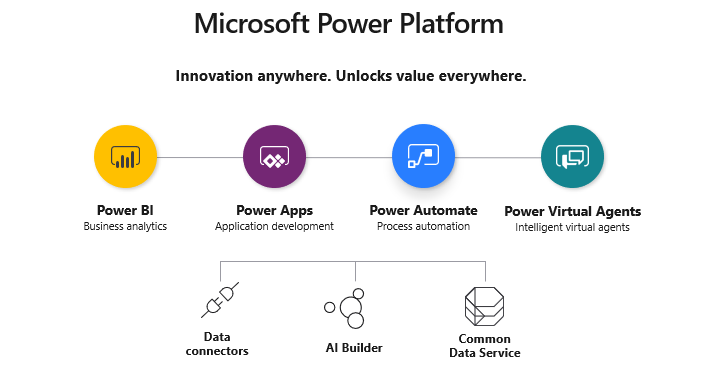 Microsoft Power Platform
Innovation anywhere. Unlocks value everywhere.
Power BI
Business analytics
Power Apps
Application development
Power Automate
Process automation
Power Virtual Agents
Intelligent virtual agents
Data
connectors
AI Builder
Common
Data Service